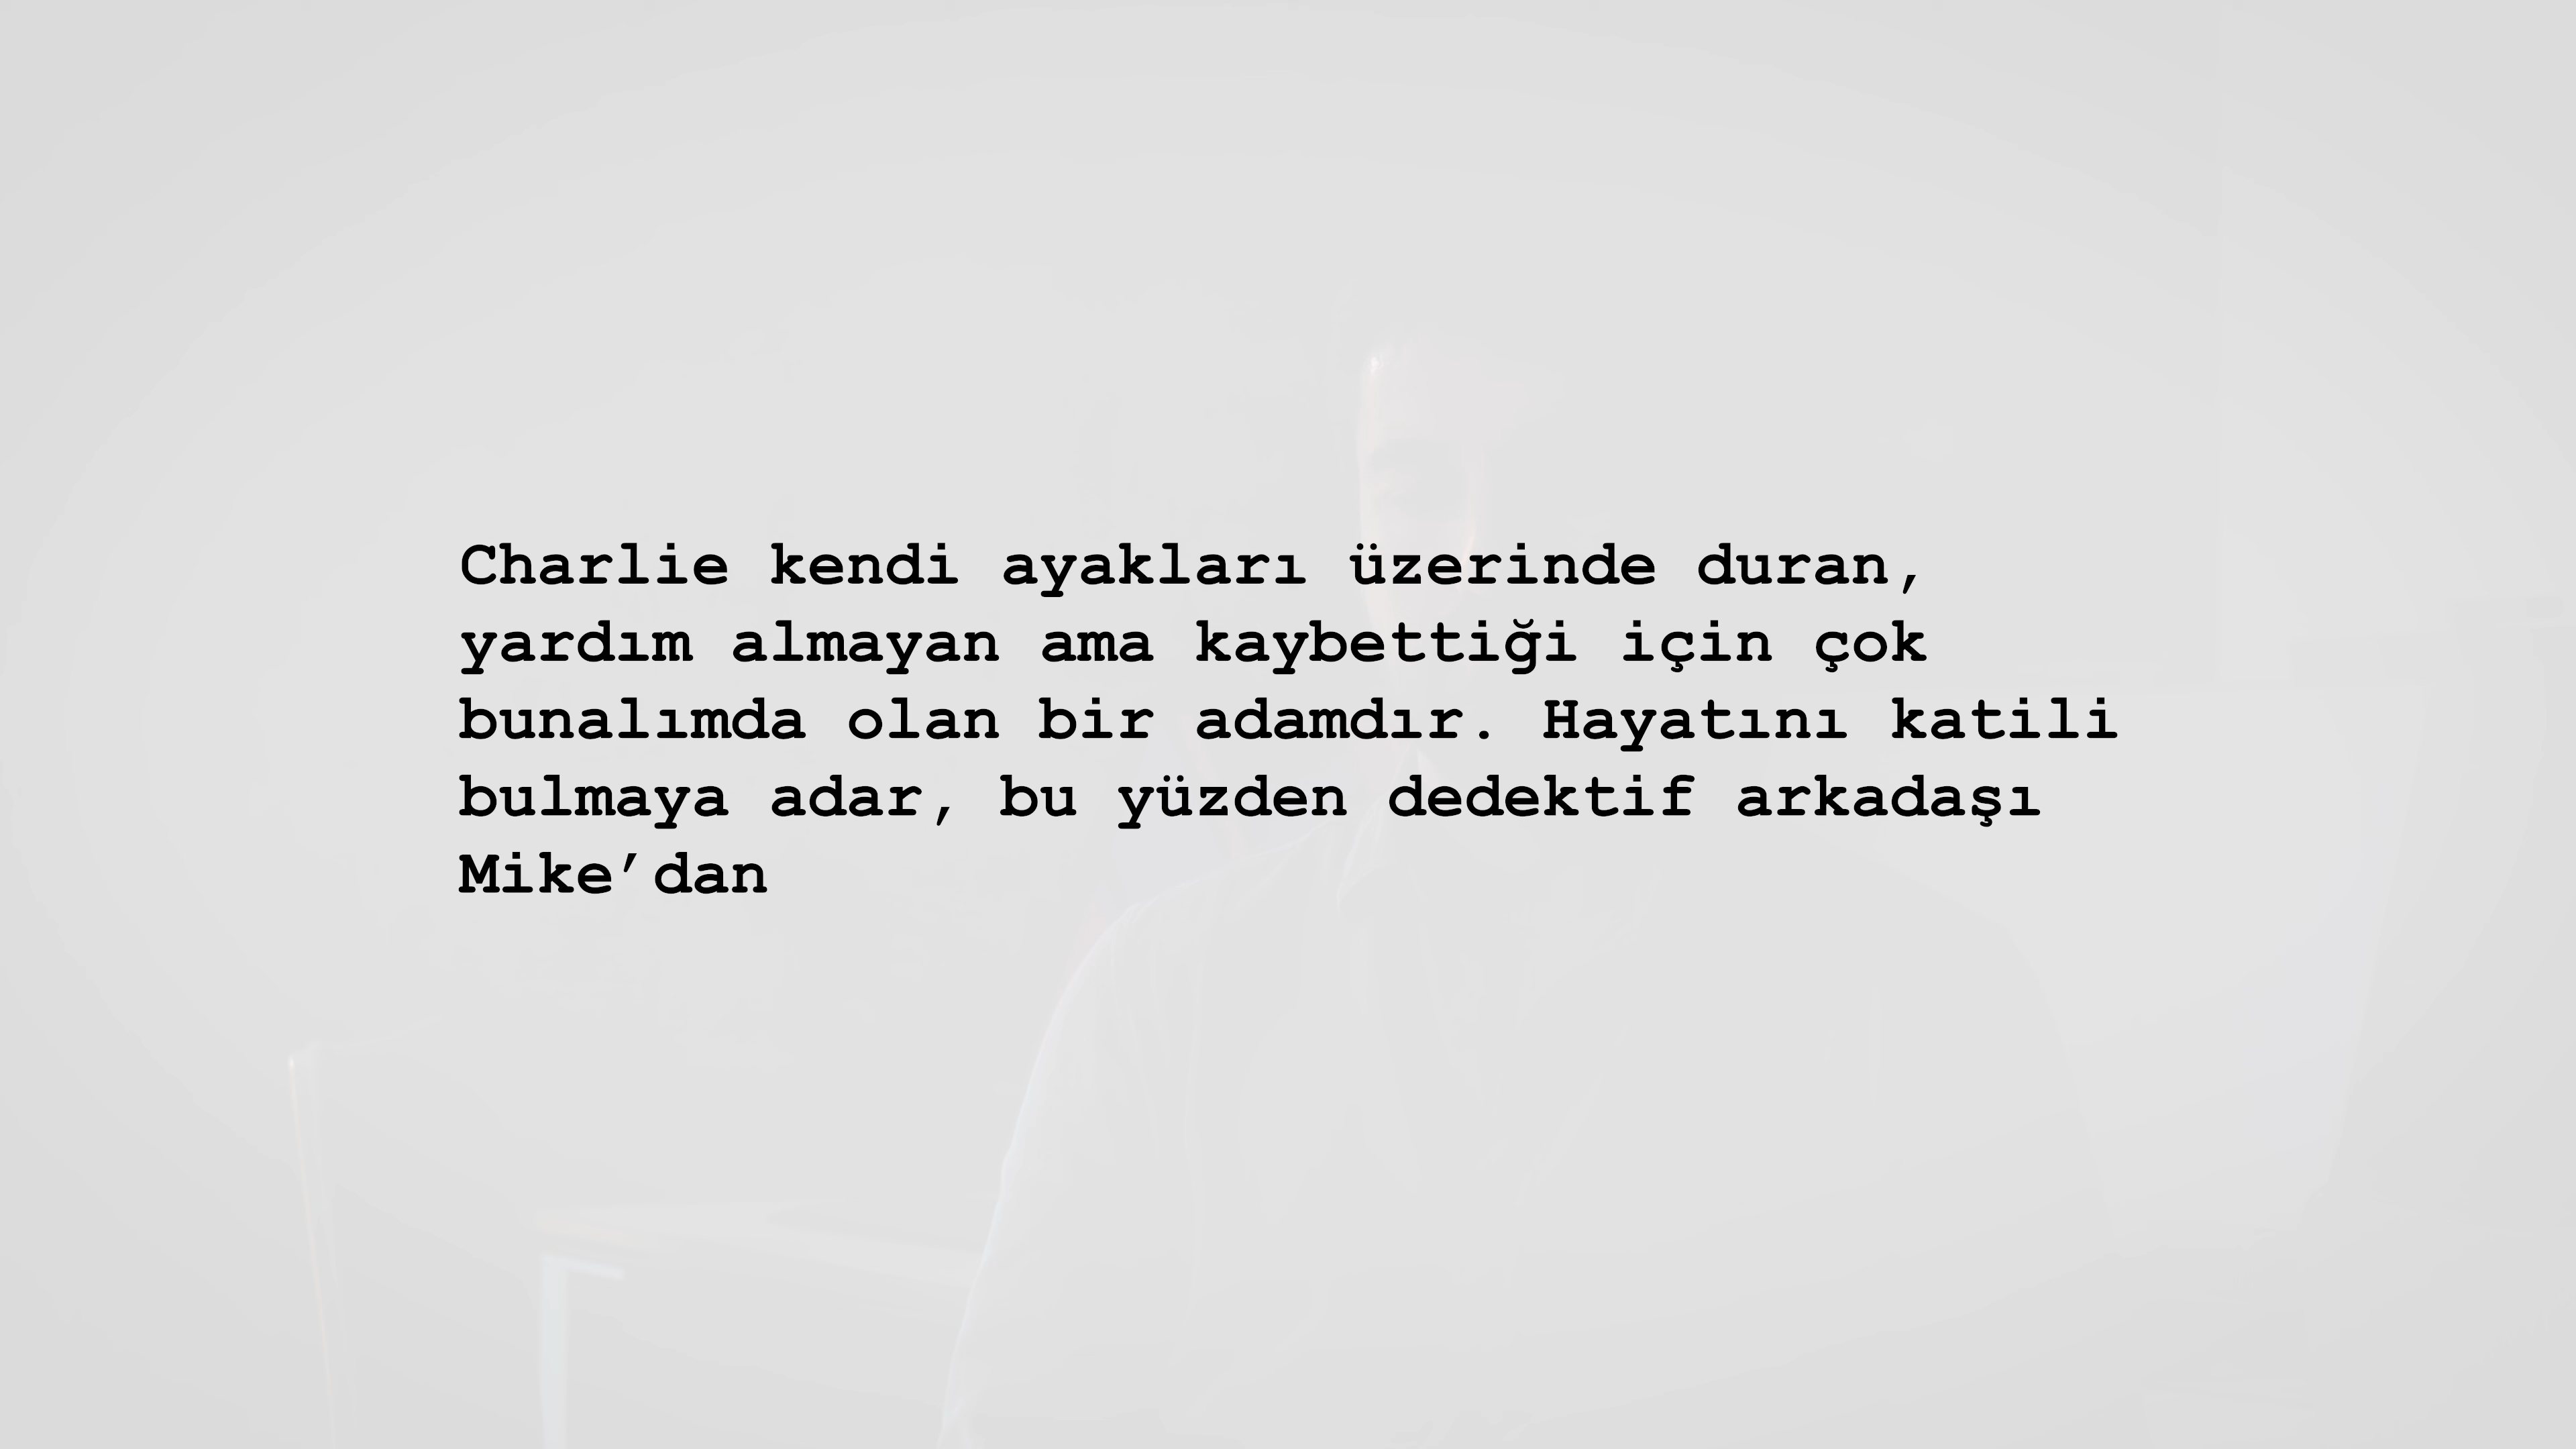 Charlie kendi ayakları üzerinde duran,
yardım almayan ama kaybettiği için çok
bunalımda olan bir adamdır. Hayatını katili
bulmaya adar, bu yüzden dedektif arkadaşı
Mike’dan